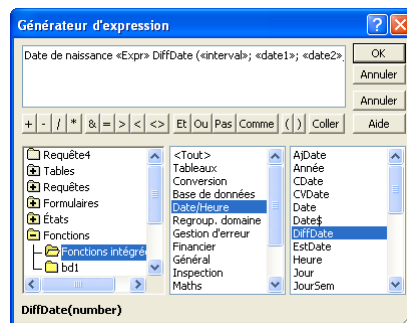 Générateur d'expression
Date de naissance «Expr» DiffDate («interval»; «date1»; «date2»
OK
Annuler
Annuler
+ - / * & = > < <> Et Ou Pas Comme ( ) Coller
Aide
Requête4
Tables
Requêtes
Formulaires
États
Fonctions
Fonctions intégré
bd1
<Tout>
Tableaux
Conversion
Base de données
Date/Heure
Regroup. domaine
Gestion d'erreur
Financier
Général
Inspection
Maths
AjDate
Année
CDate
CVDate
Date
Date$
DiffDate
EstDate
Heure
Jour
JourSem
DiffDate(number)